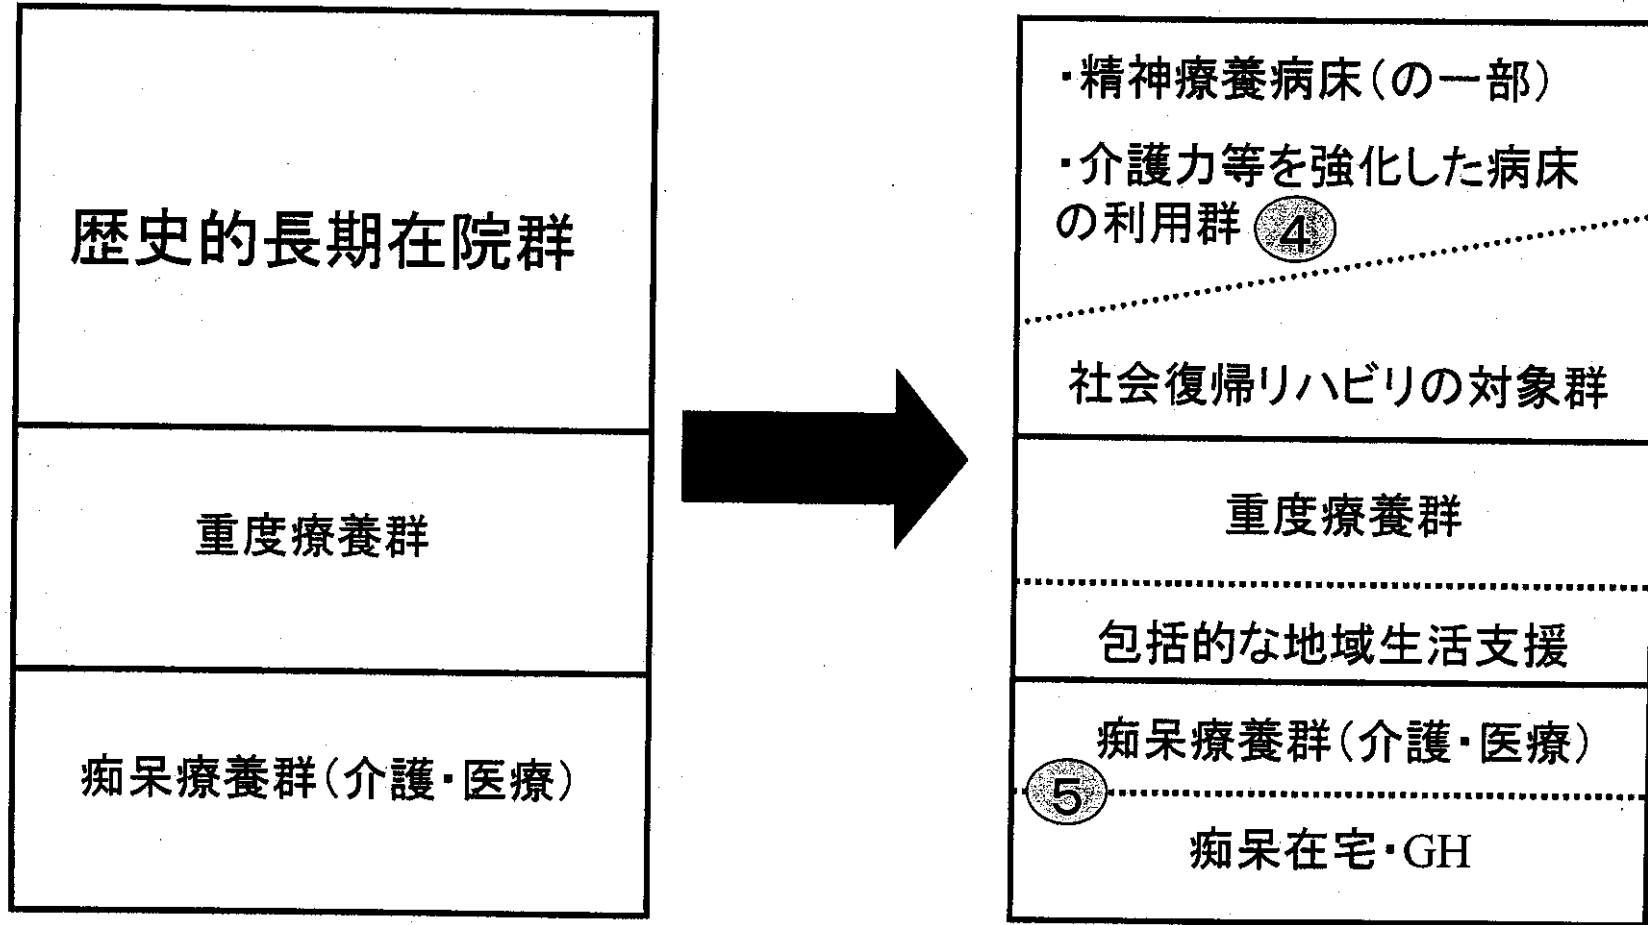 歴史的長期在院群
重度療養群
痴呆療養群(介護・医療)
・精神療養病床(の一部)
・介護力等を強化した病床
の利用群 ④
社会復帰リハビリの対象群
重度療養群
包括的な地域生活支援
痴呆療養群(介護・医療)
⑤
痴呆在宅・GH